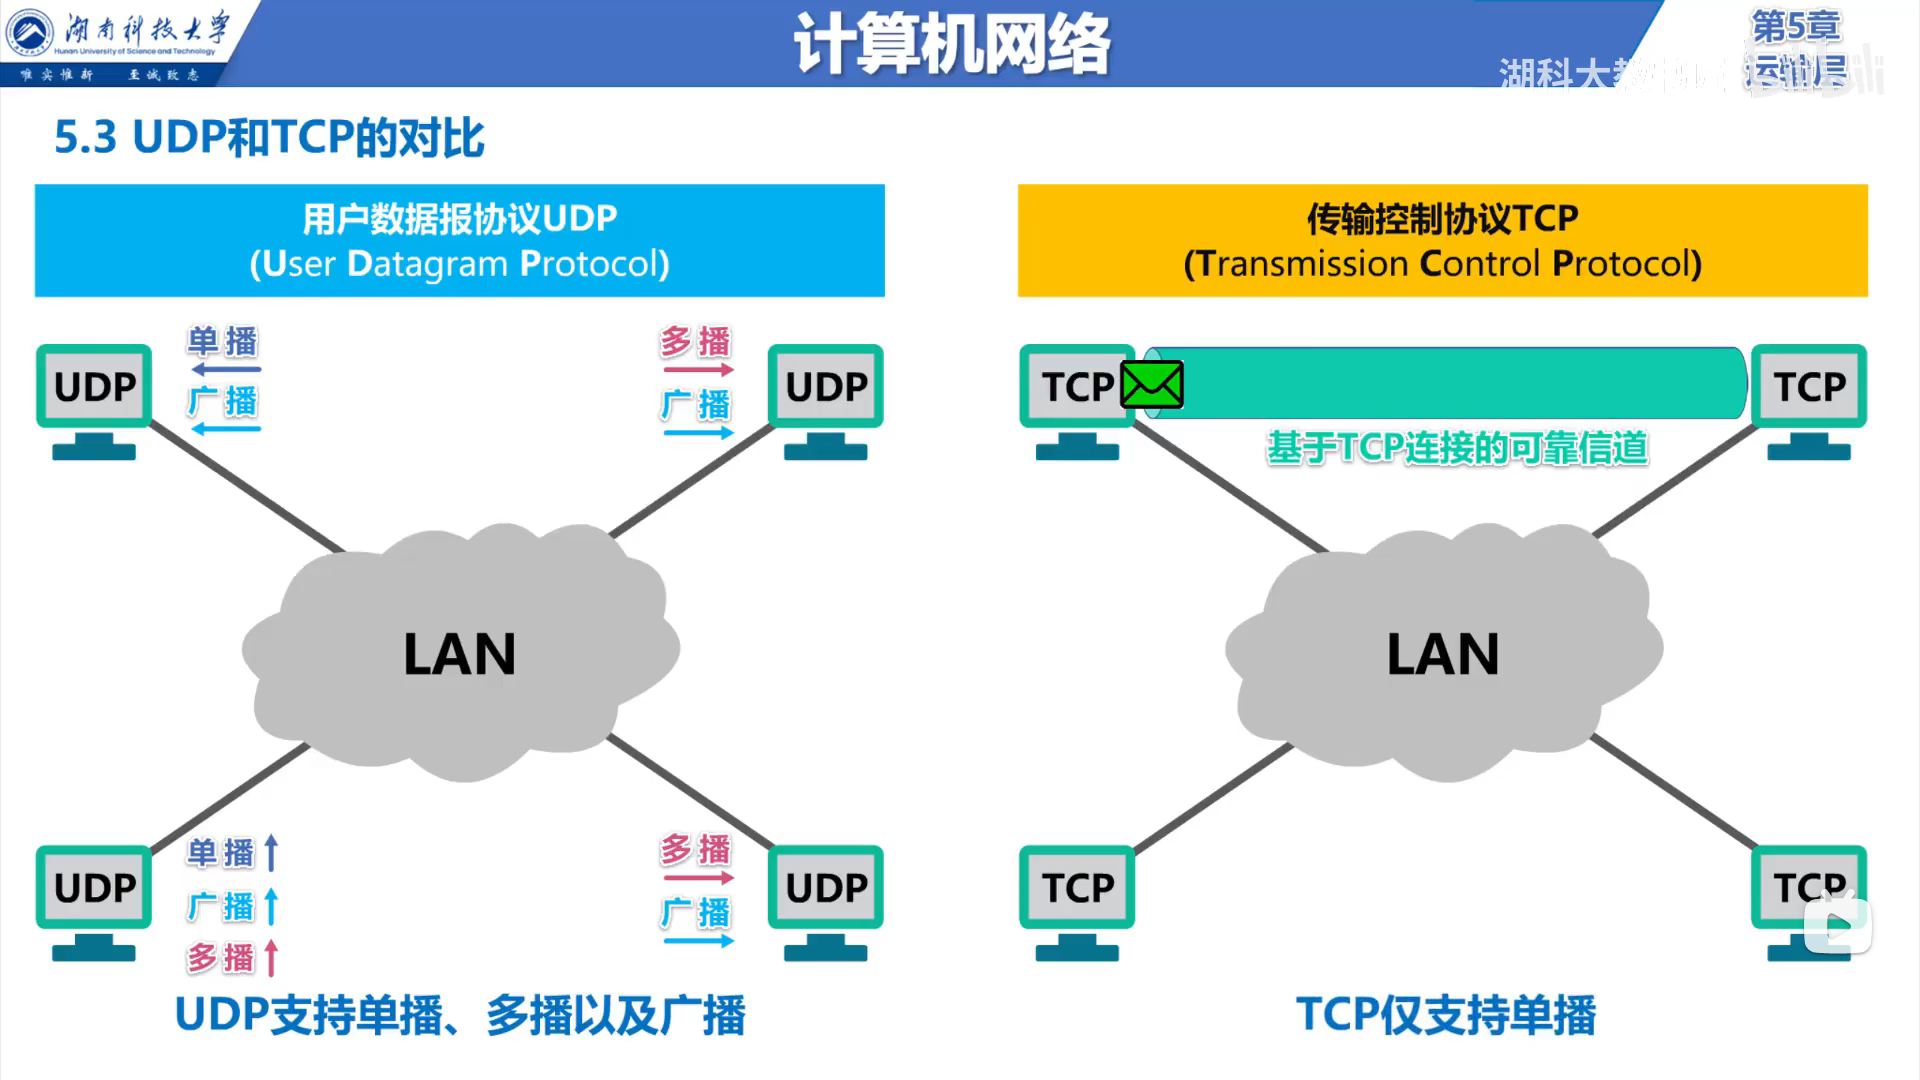 湖南科技大学
Hunan University of Science and Technology
唯实惟新 至诚致志
计算机网络
第5章
运输层
湖科大教书匠
5.3 UDP和TCP的对比
用户数据报协议UDP
(User Datagram Protocol)
传输控制协议TCP
(Transmission Control Protocol)
UDP
单播
广播
多播
广播
UDP
TCP
TCP
基于TCP连接的可靠信道
LAN
LAN
UDP
单播
广播
多播
多播
广播
UDP
TCP
TCP
UDP支持单播、多播以及广播
TCP仅支持单播